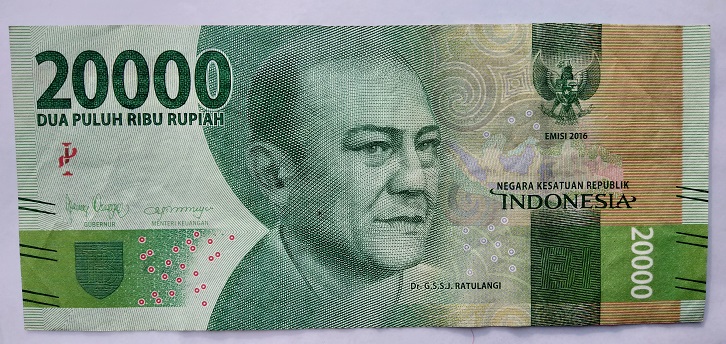 20000
DUA PULUH RIBU RUPIAH
EMISI 2016
NEGARA KESATUAN REPUBLIK
INDONESIA
GUBERNUR
MENTERI KEUANGAN
Dr. G.S.S.J. RATULANGI
20000